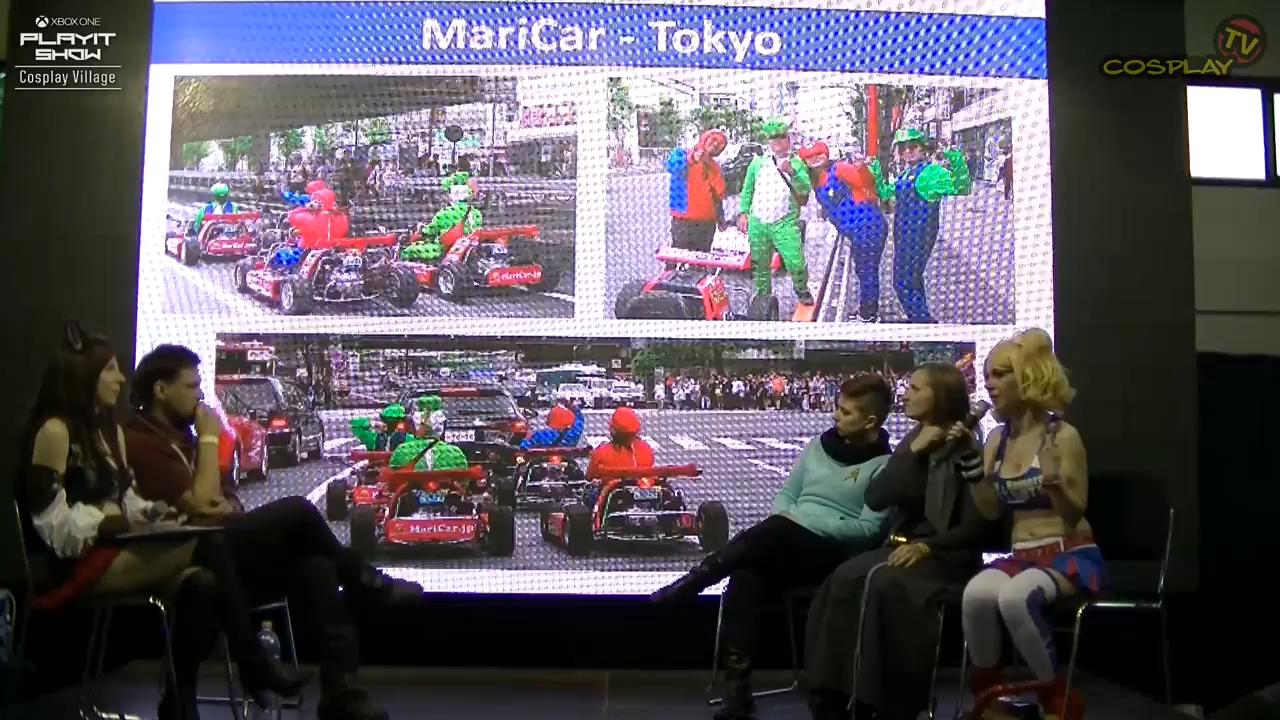 XBOX ONE
PLAYIT
SHOW
Cosplay Village
MariCar - Tokyo
TV
COSPLAY
MariCar.jp
MariCar.jp